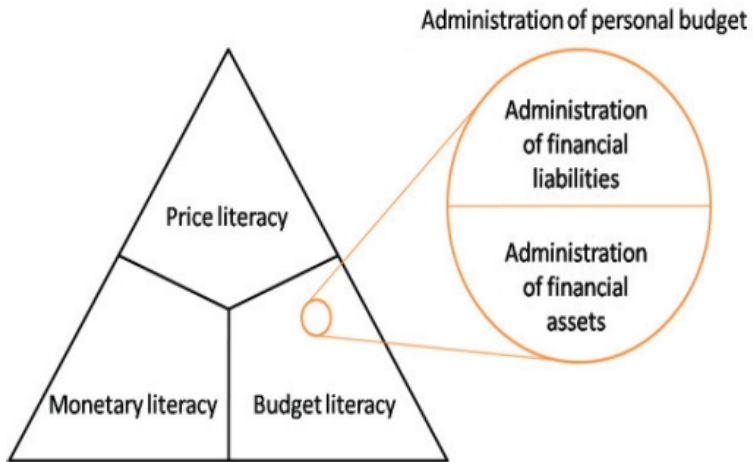 Administration of personal budget
Administration
of financial
liabilities
Price literacy
Administration
of financial
assets
Monetary literacy
Budget literacy